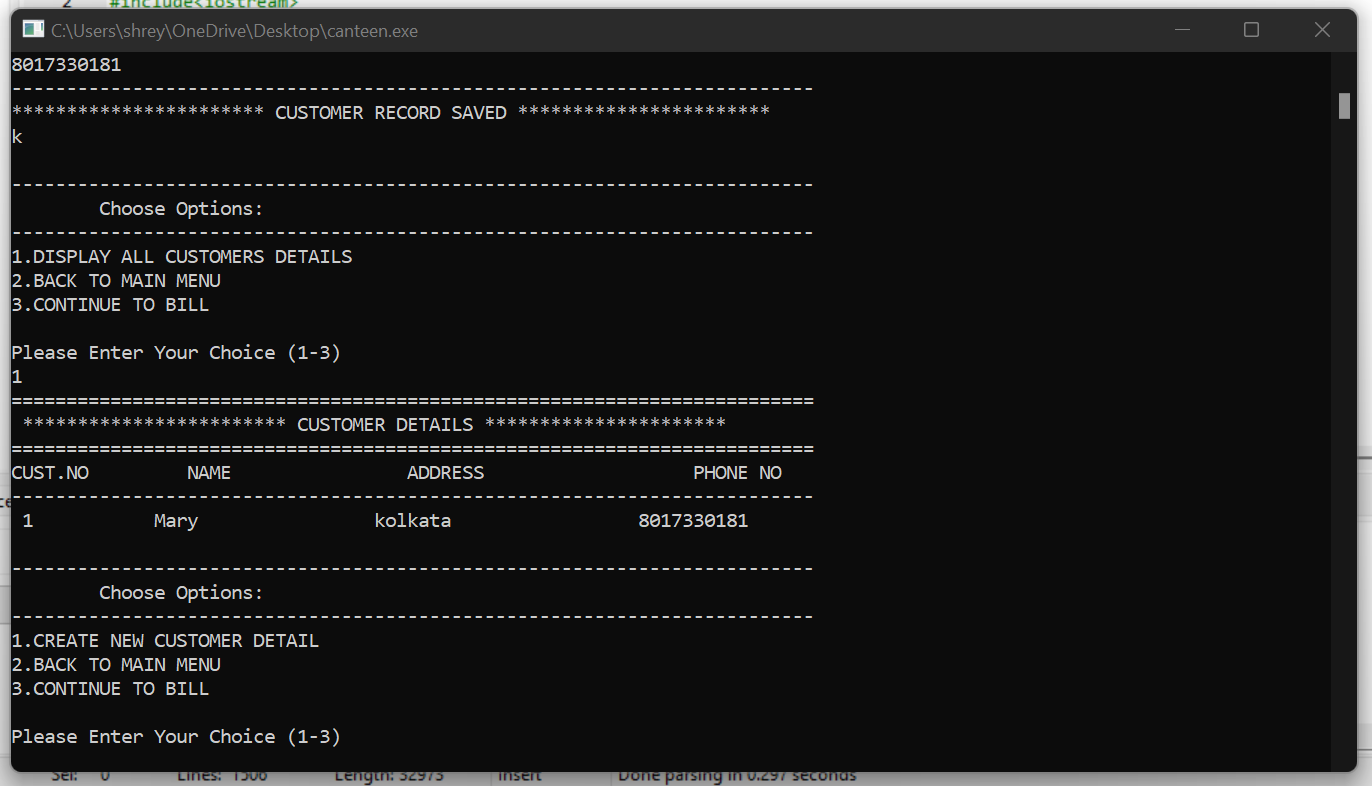 2 #include<iostream>
C:\Users\shrey\OneDrive\Desktop\canteen.exe
8017330181
-------------------------------------------------------------------------
*********************** CUSTOMER RECORD SAVED ***********************
k
-------------------------------------------------------------------------
Choose Options:
-------------------------------------------------------------------------
1.DISPLAY ALL CUSTOMERS DETAILS
2.BACK TO MAIN MENU
3.CONTINUE TO BILL
Please Enter Your Choice (1-3)
1
=========================================================================
************************ CUSTOMER DETAILS **********************
=========================================================================
CUST.NO NAME ADDRESS PHONE NO
-------------------------------------------------------------------------
1 Mary kolkata 8017330181
-------------------------------------------------------------------------
Choose Options:
-------------------------------------------------------------------------
1.CREATE NEW CUSTOMER DETAIL
2.BACK TO MAIN MENU
3.CONTINUE TO BILL
Please Enter Your Choice (1-3)
Sel: 0 Lines: 1506 Length: 32973 Insert Done parsing in 0.297 seconds